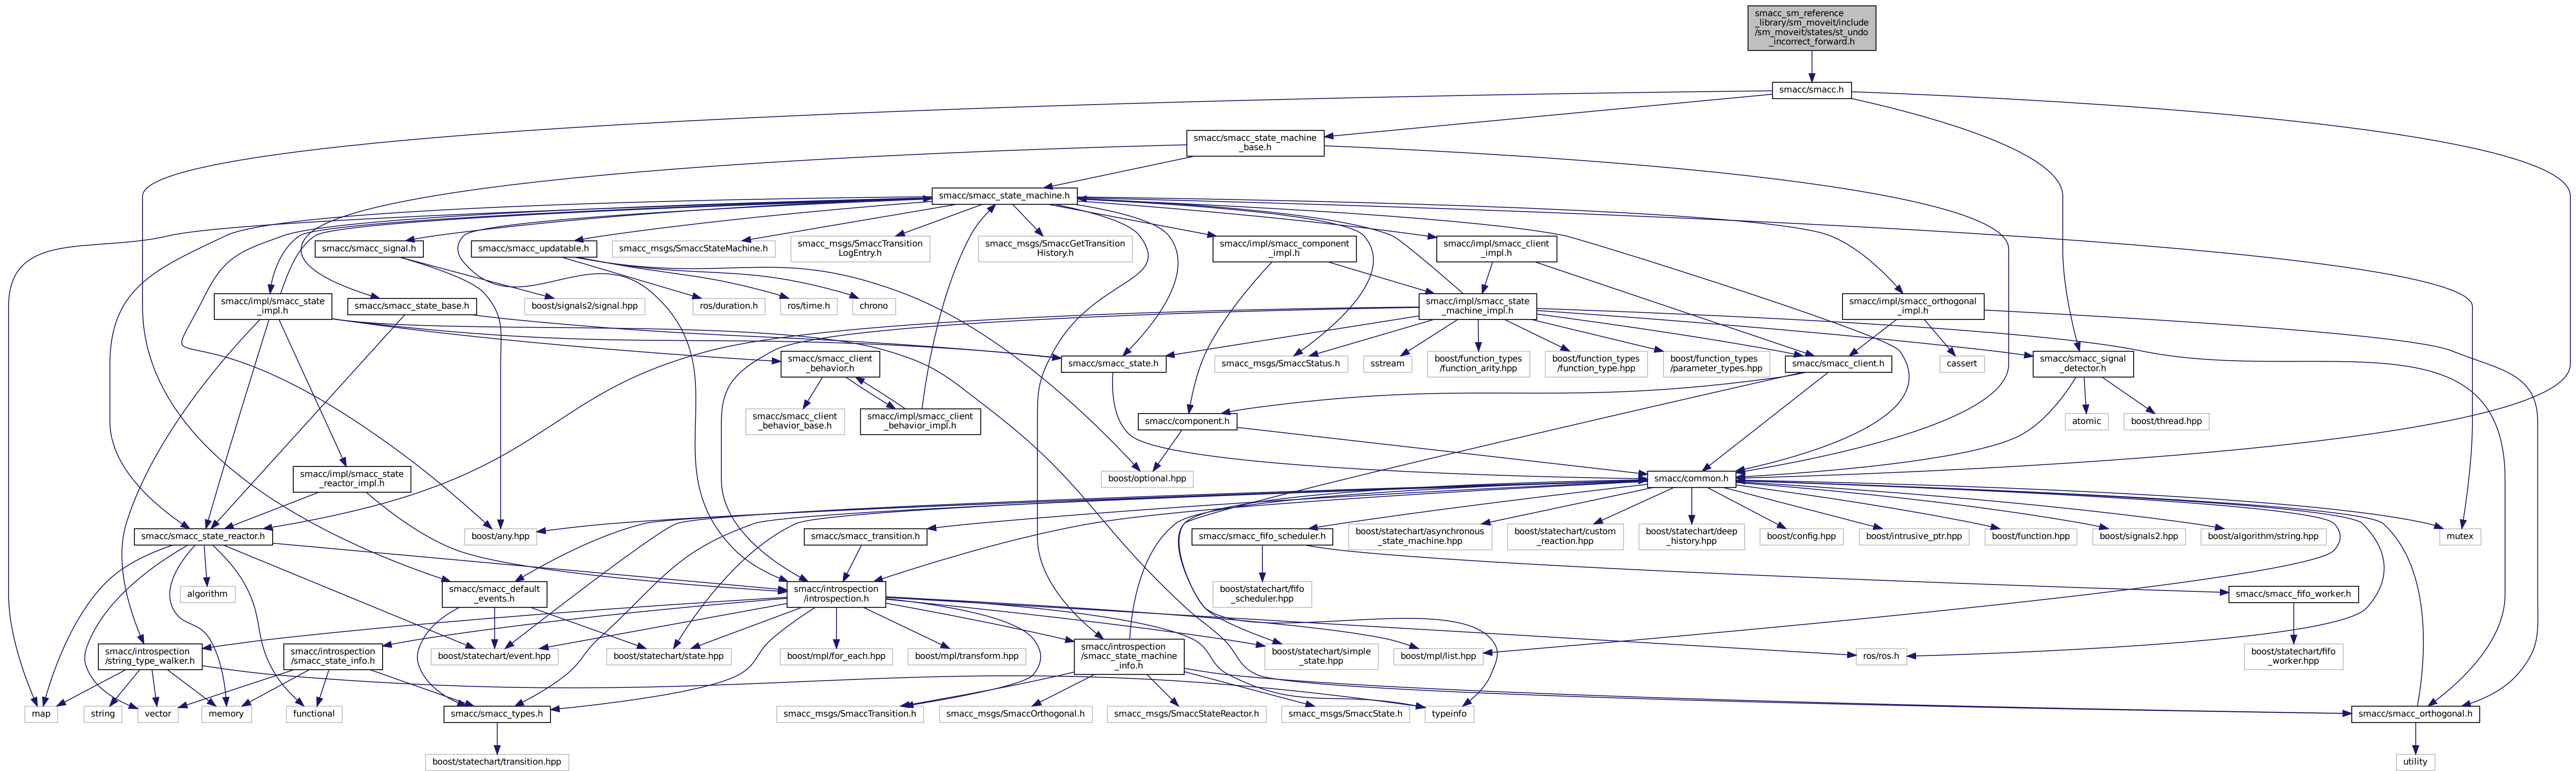 smacc_sm_reference
_library/sm_moveit/include
/sm_moveit/states/st_undo
_incorrect_forward.h
smacc/smacc.h
smacc/smacc_state_machine
_base.h
smacc/smacc_state_machine.h
smacc/smacc_signal.h
smacc/smacc_updatable.h
smacc_msgs/SmaccStateMachine.h
smacc_msgs/SmaccTransition
LogEntry.h
smacc_msgs/SmaccGetTransition
History.h
smacc/impl/smacc_component
_impl.h
smacc/impl/smacc_client
_impl.h
smacc/impl/smacc_state
_impl.h
smacc/smacc_state_base.h
boost/signals2/signal.hpp
ros/duration.h
ros/time.h
chrono
smacc/impl/smacc_state
_machine_impl.h
smacc/impl/smacc_orthogonal
_impl.h
smacc/smacc_client
_behavior.h
smacc/smacc_state.h
smacc_msgs/SmaccStatus.h
sstream
boost/function_types
/function_arity.hpp
boost/function_types
/function_type.hpp
boost/function_types
/parameter_types.hpp
smacc/smacc_client.h
cassert
smacc/smacc_signal
_detector.h
smacc/smacc_client
_behavior_base.h
smacc/impl/smacc_client
_behavior_impl.h
smacc/component.h
atomic
boost/thread.hpp
smacc/impl/smacc_state
_reactor_impl.h
boost/optional.hpp
smacc/common.h
smacc/smacc_state_reactor.h
boost/any.hpp
smacc/smacc_transition.h
smacc/smacc_fifo_scheduler.h
boost/statechart/asynchronous
_state_machine.hpp
boost/statechart/custom
_reaction.hpp
boost/statechart/deep
_history.hpp
boost/config.hpp
boost/intrusive_ptr.hpp
boost/function.hpp
boost/signals2.hpp
boost/algorithm/string.hpp
mutex
algorithm
smacc/smacc_default
_events.h
smacc/introspection
/introspection.h
boost/statechart/fifo
_scheduler.hpp
smacc/smacc_fifo_worker.h
smacc/introspection
/string_type_walker.h
smacc/introspection
/smacc_state_info.h
boost/statechart/event.hpp
boost/statechart/state.hpp
boost/mpl/for_each.hpp
boost/mpl/transform.hpp
smacc/introspection
/smacc_state_machine
_info.h
boost/statechart/simple
_state.hpp
boost/mpl/list.hpp
ros/ros.h
boost/statechart/fifo
_worker.hpp
map
string
vector
memory
functional
smacc/smacc_types.h
smacc_msgs/SmaccTransition.h
smacc_msgs/SmaccOrthogonal.h
smacc_msgs/SmaccStateReactor.h
smacc_msgs/SmaccState.h
typeinfo
smacc/smacc_orthogonal.h
boost/statechart/transition.hpp
utility